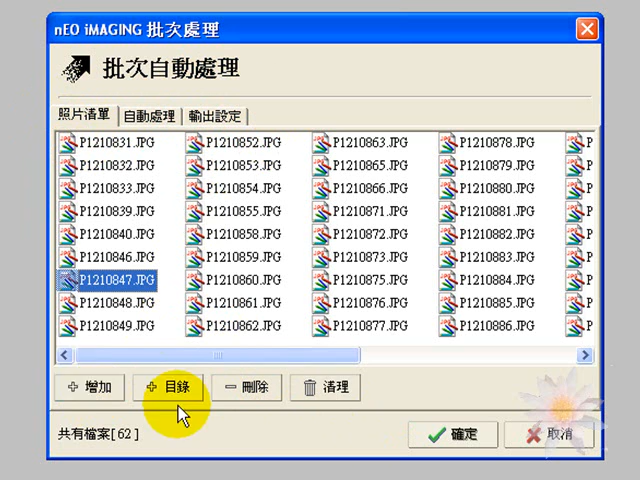 nEO iMAGING 批次處理
批次自動處理
照片清單 自動處理 輸出設定
P1210831.JPG P1210852.JPG P1210863.JPG P1210878.JPG P
P1210832.JPG P1210853.JPG P1210865.JPG P1210879.JPG P
P1210833.JPG P1210854.JPG P1210866.JPG P1210880.JPG P
P1210839.JPG P1210855.JPG P1210871.JPG P1210881.JPG P
P1210840.JPG P1210858.JPG P1210872.JPG P1210882.JPG P
P1210846.JPG P1210859.JPG P1210873.JPG P1210883.JPG P
P1210847.JPG P1210860.JPG P1210875.JPG P1210884.JPG P
P1210848.JPG P1210861.JPG P1210876.JPG P1210885.JPG P
P1210849.JPG P1210862.JPG P1210877.JPG P1210886.JPG P
增加 目錄 刪除 清理
共有檔案[62] 確定 取消